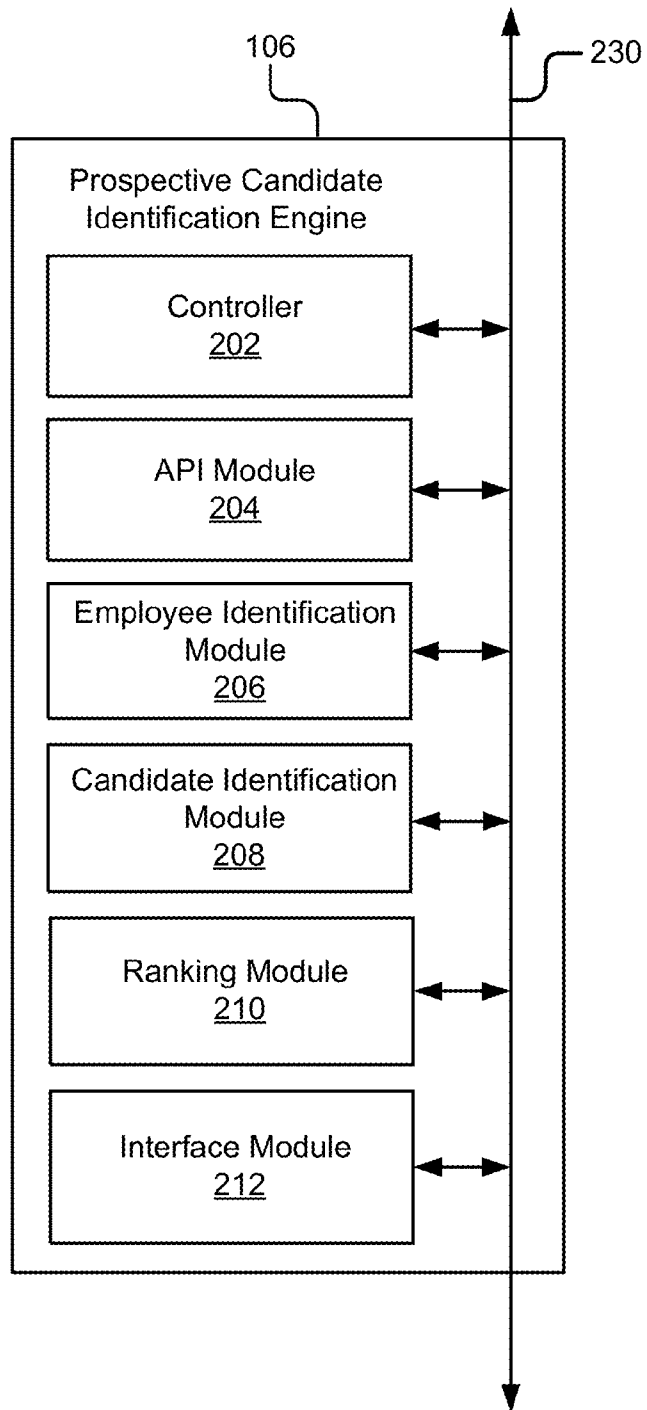 106
230
Prospective Candidate
Identification Engine
Controller
202
API Module
204
Employee Identification
Module
206
Candidate Identification
Module
208
Ranking Module
210
Interface Module
212